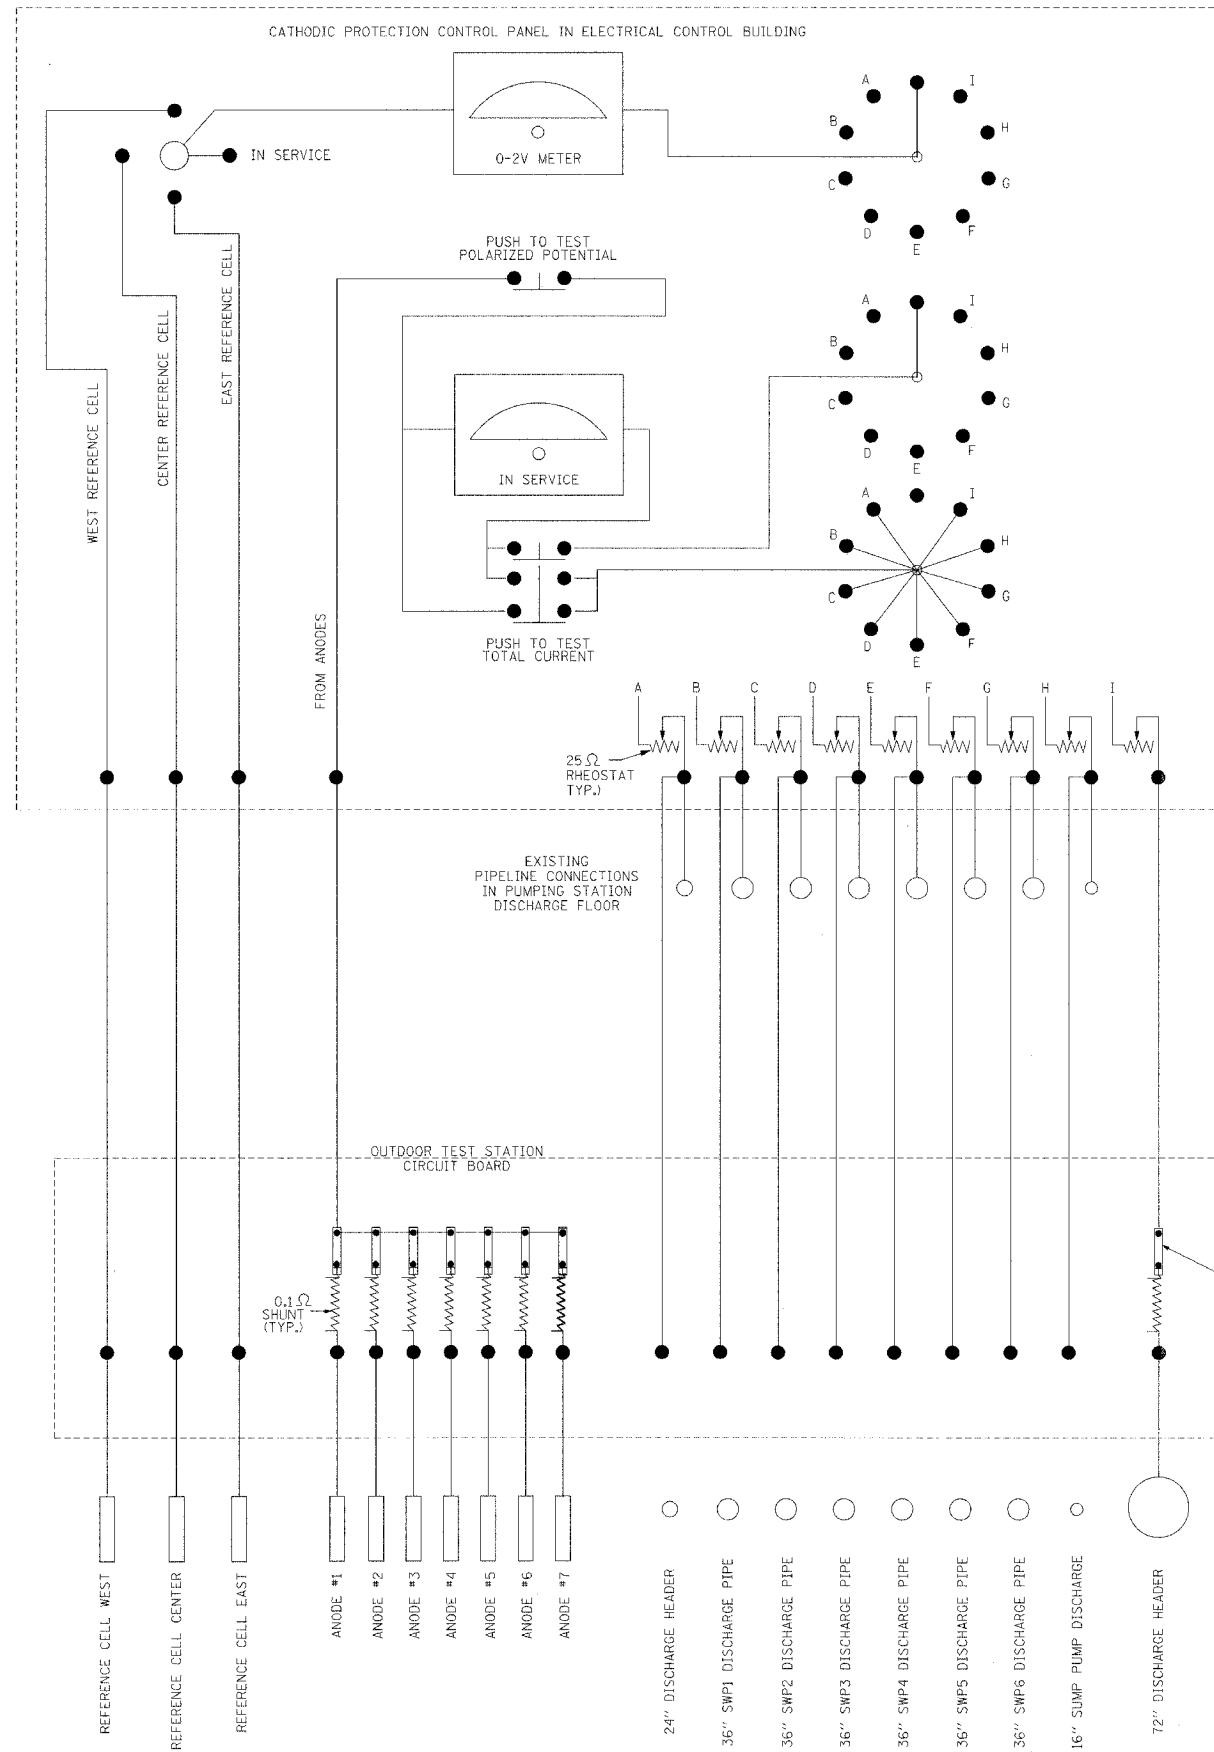 CATHODIC PROTECTION CONTROL PANEL IN ELECTRICAL CONTROL BUILDING
IN SERVICE
0-2V METER
A
I
B
H
C
G
D
F
E
PUSH TO TEST
POLARIZED POTENTIAL
WEST REFERENCE CELL
CENTER REFERENCE CELL
EAST REFERENCE CELL
A
I
B
H
C
G
D
F
E
IN SERVICE
A
I
B
H
C
G
D
F
E
PUSH TO TEST
TOTAL CURRENT
FROM ANODES
A
B
C
D
E
F
G
H
I
25Ω
RHEOSTAT
TYP.)
EXISTING
PIPELINE CONNECTIONS
IN PUMPING STATION
DISCHARGE FLOOR
OUTDOOR TEST STATION
CIRCUIT BOARD
0.1Ω
SHUNT
(TYP.)
REFERENCE CELL WEST
REFERENCE CELL CENTER
REFERENCE CELL EAST
ANODE #1
ANODE #2
ANODE #3
ANODE #4
ANODE #5
ANODE #6
ANODE #7
24" DISCHARGE HEADER
36" SWP1 DISCHARGE PIPE
36" SWP2 DISCHARGE PIPE
36" SWP3 DISCHARGE PIPE
36" SWP4 DISCHARGE PIPE
36" SWP5 DISCHARGE PIPE
36" SWP6 DISCHARGE PIPE
16" SUMP PUMP DISCHARGE
72" DISCHARGE HEADER